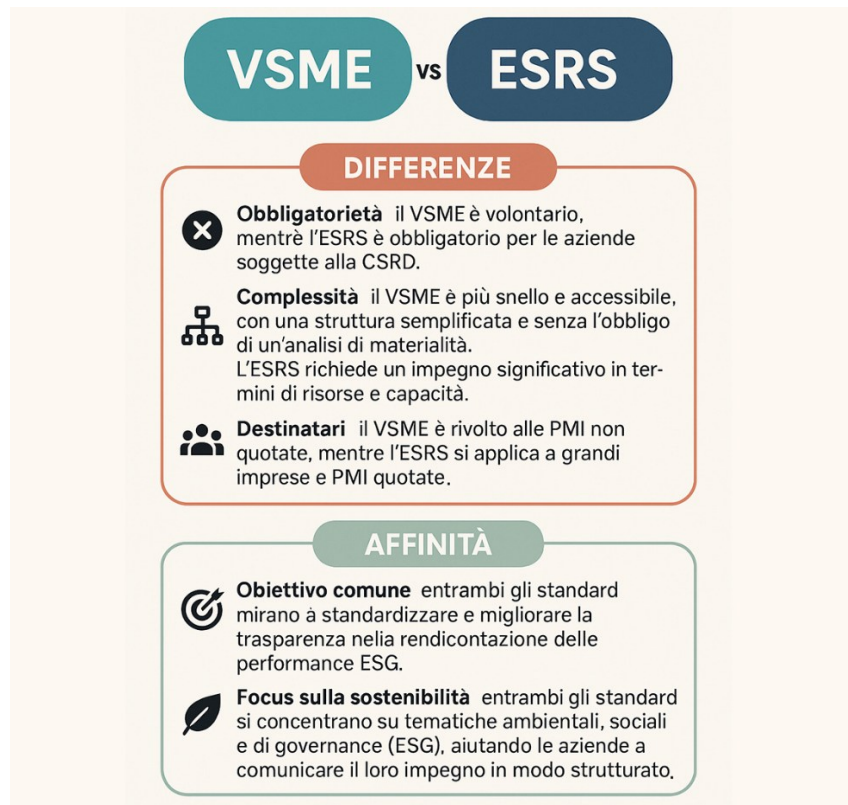 VSME vs ESRS
DIFFERENZE
Obbligatorietà il VSME è volontario,
mentrè l'ESRS è obbligatorio per le aziende
soggette alla CSRD.
Complessità il VSME è più snello e accessibile,
con una struttura semplificata e senza l'obbligo
di un'analisi di materialità.
L'ESRS richiede un impegno significativo in ter-
mini di risorse e capacità.
Destinatari il VSME è rivolto alle PMI non
quotate, mentre l'ESRS si applica a grandi
imprese e PMI quotate.
AFFINITÀ
Obiettivo comune entrambi gli standard
mirano à standardizzare e migliorare la
trasparenza nelia rendicontazione delle
performance ESG.
Focus sulla sostenibilità entrambi gli standard
si concentrano su tematiche ambientali, sociali
e di governance (ESG), aiutando le aziende a
comunicare il loro impegno in modo strutturato.